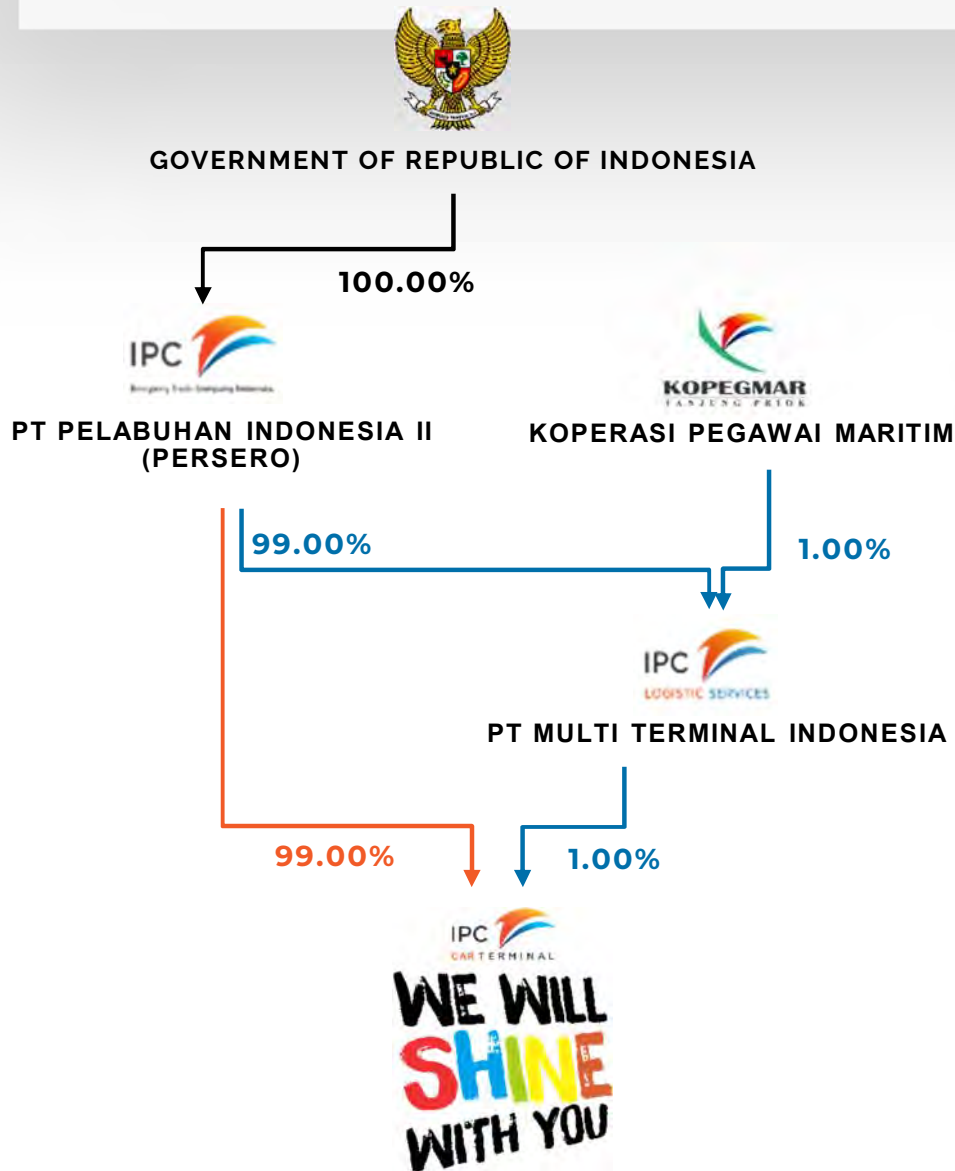 GOVERNMENT OF REPUBLIC OF INDONESIA
100.00%
IPC
KOPEGMAR
TANJUNG PRIOK
PT PELABUHAN INDONESIA II
(PERSERO)
KOPERASI PEGAWAI MARITIM
99.00%
1.00%
IPC
LOGISTIC SERVICES
PT MULTI TERMINAL INDONESIA
99.00%
1.00%
IPC
CAR TERMINAL
WE WILL
SHINE
WITH YOU